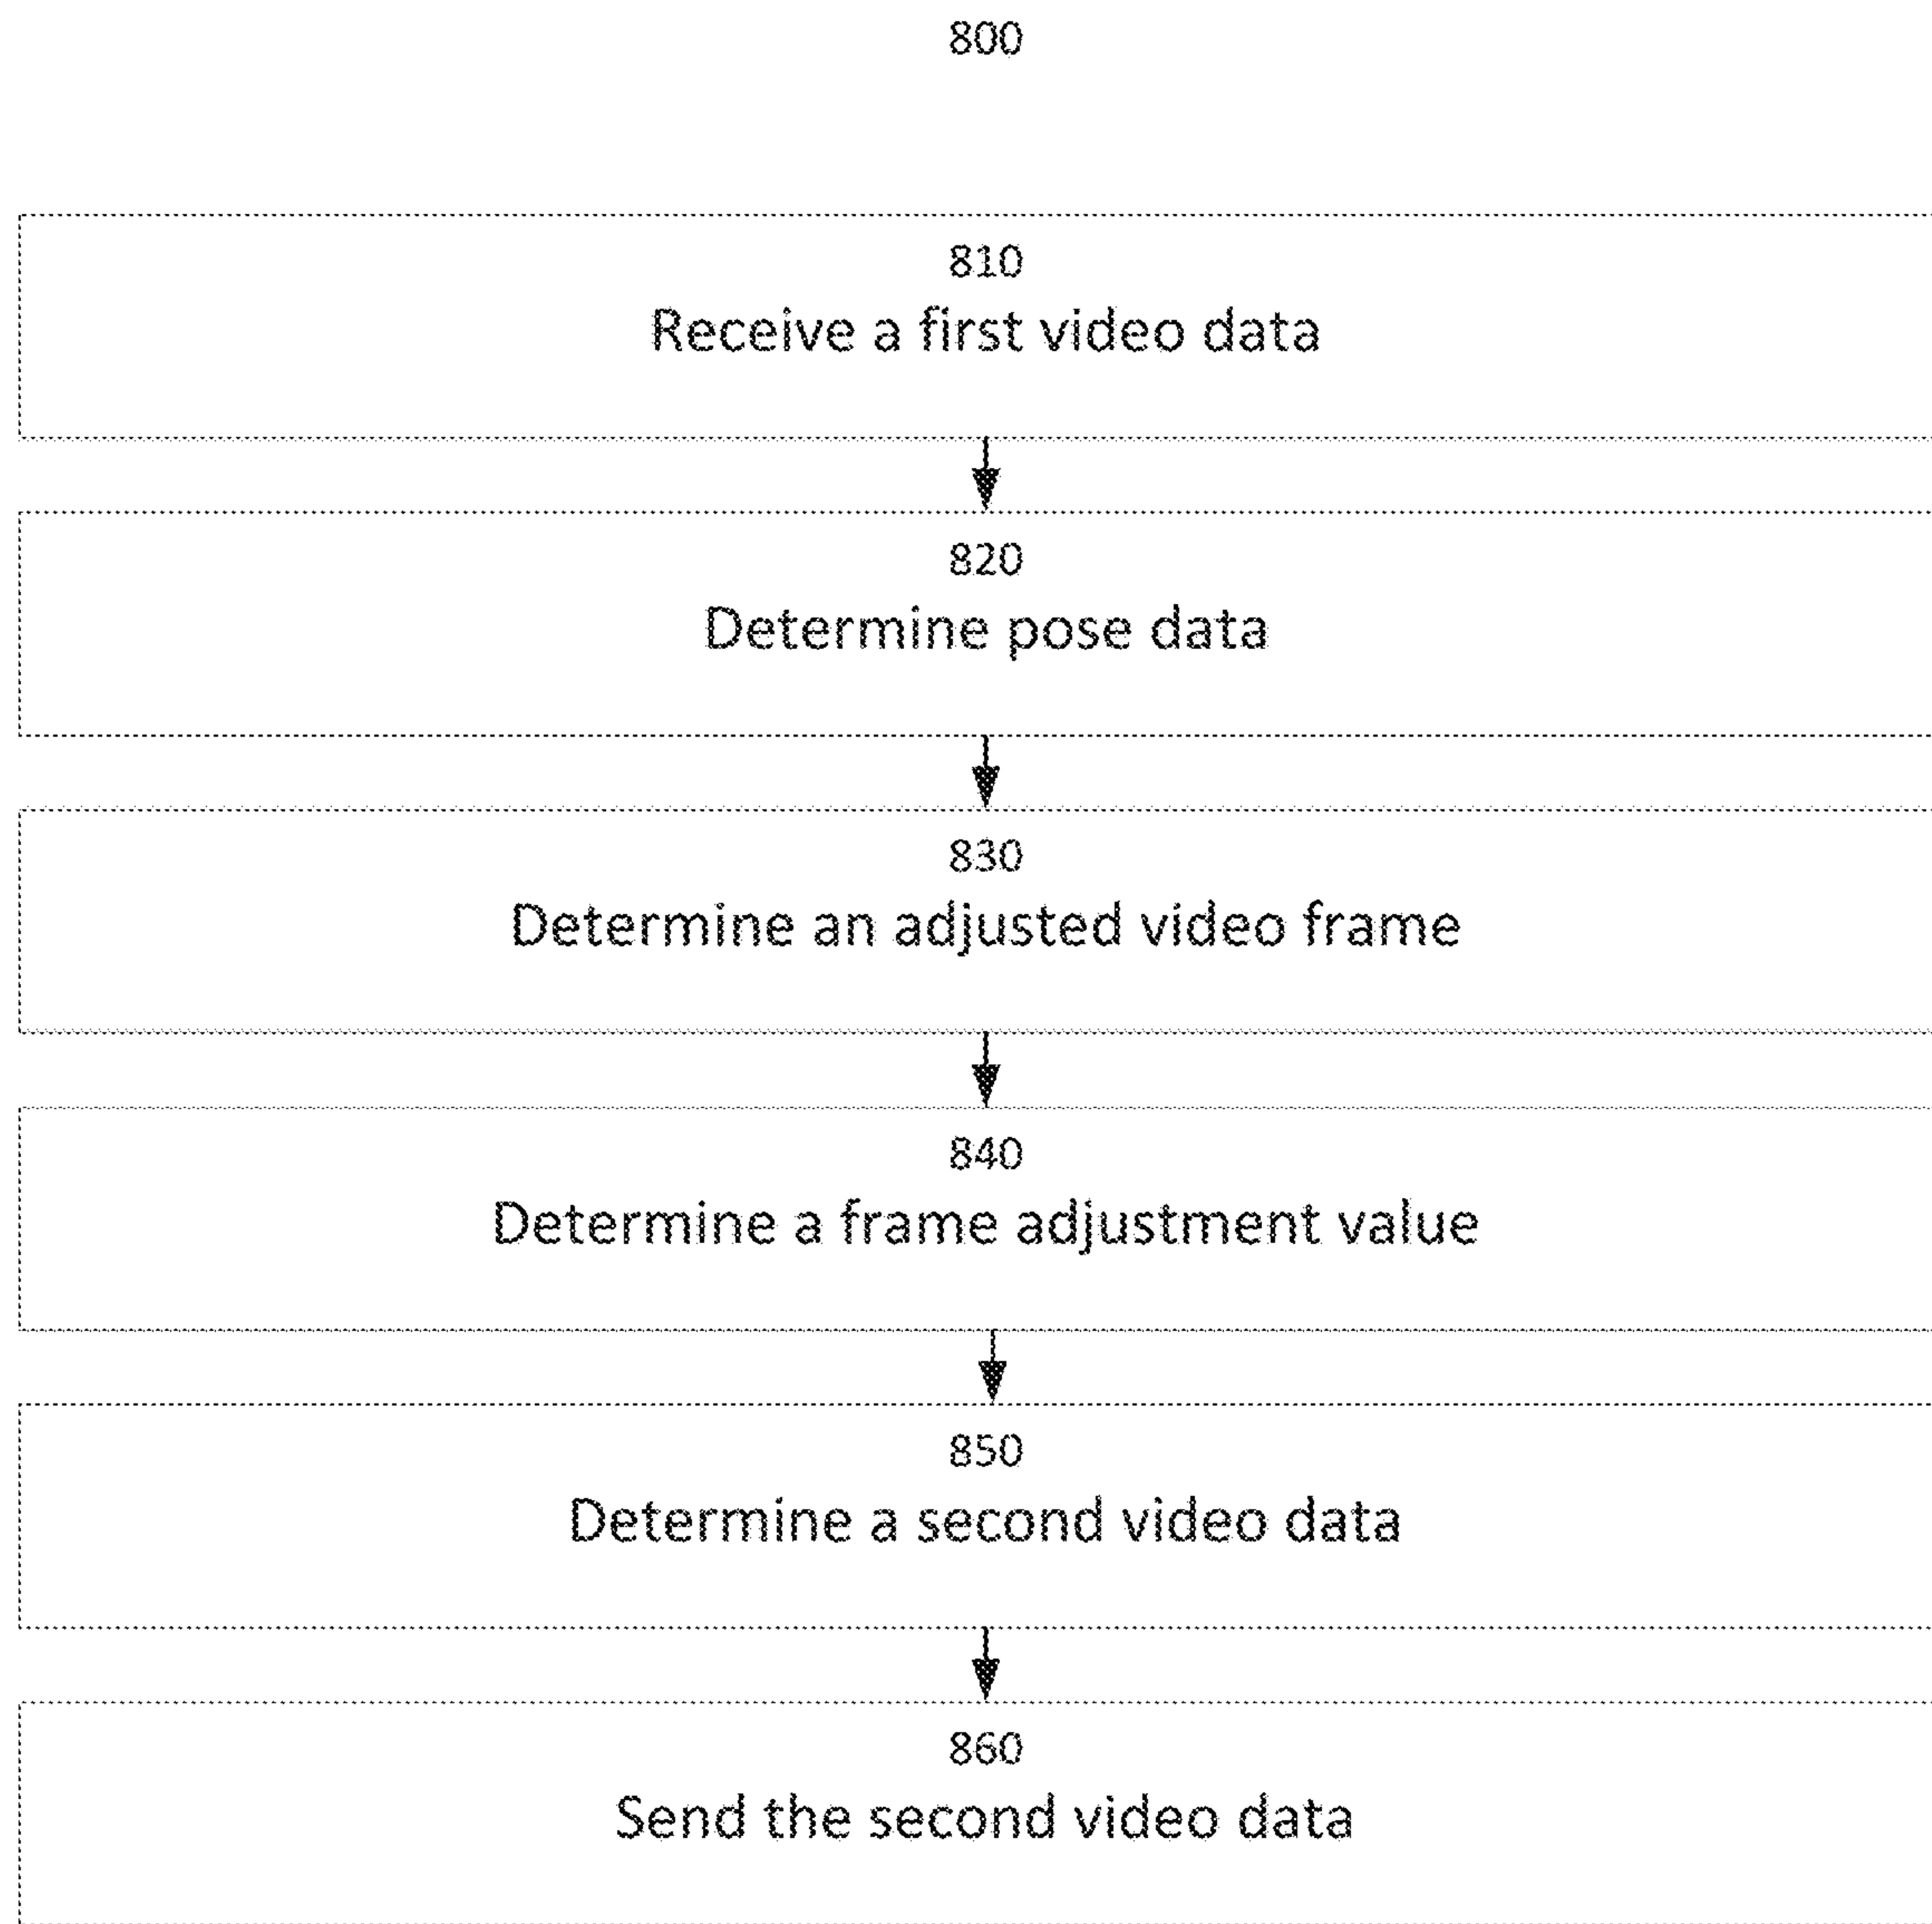 800
810
Receive a first video data
820
Determine pose data
830
Determine an adjusted video frame
840
Determine a frame adjustment value
850
Determine a second video data
860
Send the second video data